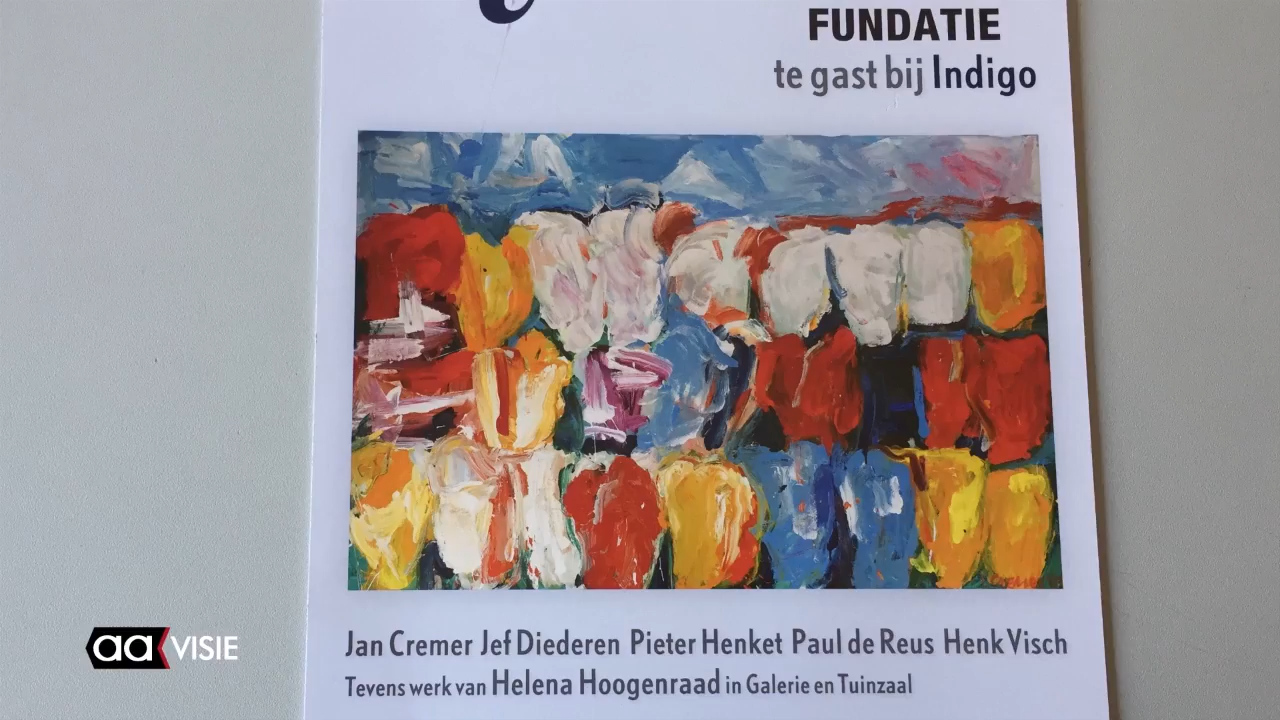 FUNDATIE
te gast bij Indigo
Jan Cremer Jef Diederen Pieter Henket Paul de Reus Henk Visch
Tevens werk van Helena Hoogenraad in Galerie en Tuinzaal
aa VISIE